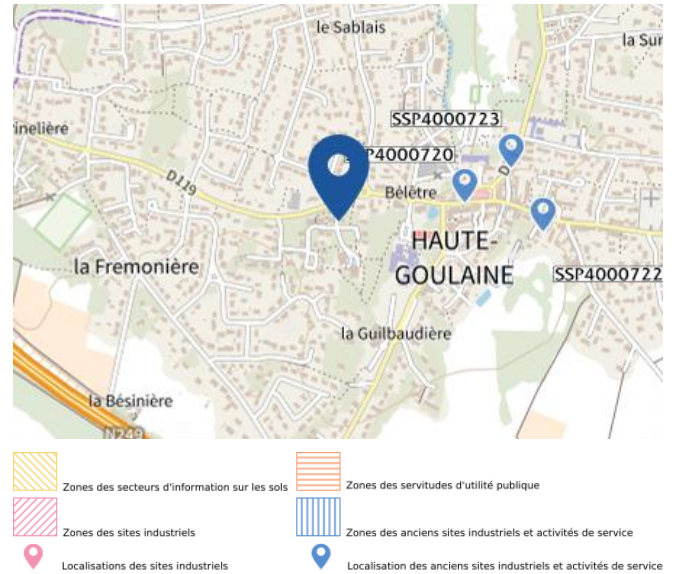 le Sablais
la Sur
SSP4000723
rinelière
P4000720
D119
D
Bélêtre
HAUTE-
GOULAINE
la Fremonière
SSP4000722
la Guilbaudière
la Bésinière
N249
Zones des secteurs d'information sur les sols
Zones des servitudes d'utilité publique
Zones des sites industriels
Zones des anciens sites industriels et activités de service
Localisations des sites industriels
Localisation des anciens sites industriels et activités de service